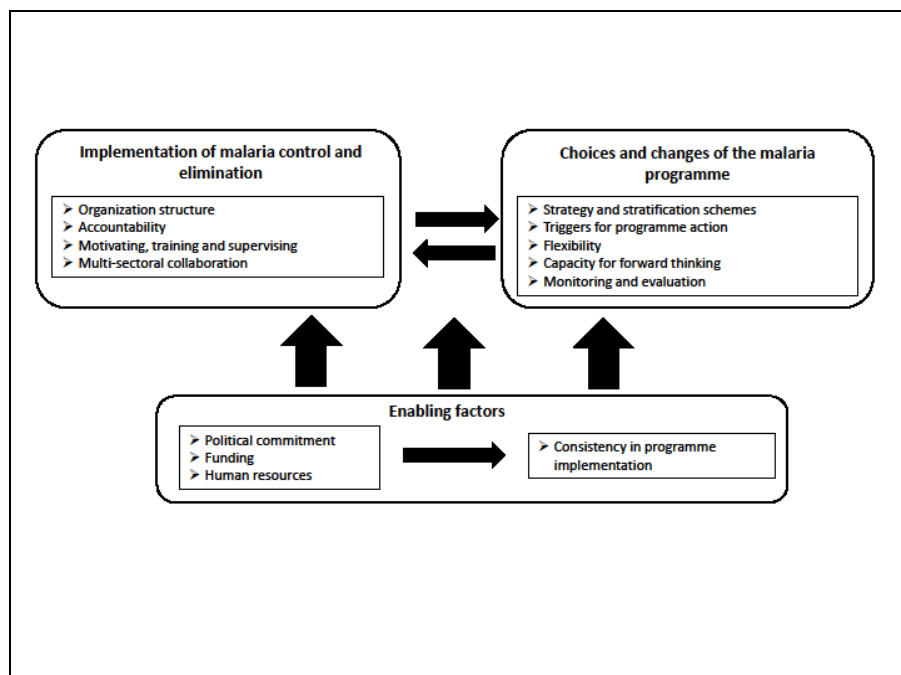 Implementation of malaria control and
elimination
➢ Organization structure
➢ Accountability
➢ Motivating, training and supervising
➢ Multi-sectoral collaboration
Choices and changes of the malaria
programme
➢ Strategy and stratification schemes
➢ Triggers for programme action
➢ Flexibility
➢ Capacity for forward thinking
➢ Monitoring and evaluation
Enabling factors
➢ Political commitment
➢ Funding
➢ Human resources
➢ Consistency in programme
implementation